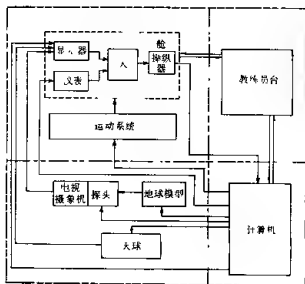 舱
显示器
人
操纵
器
教练员台
仪表
运动系统
电视
摄象机
探头
地球模型
计算机
天球